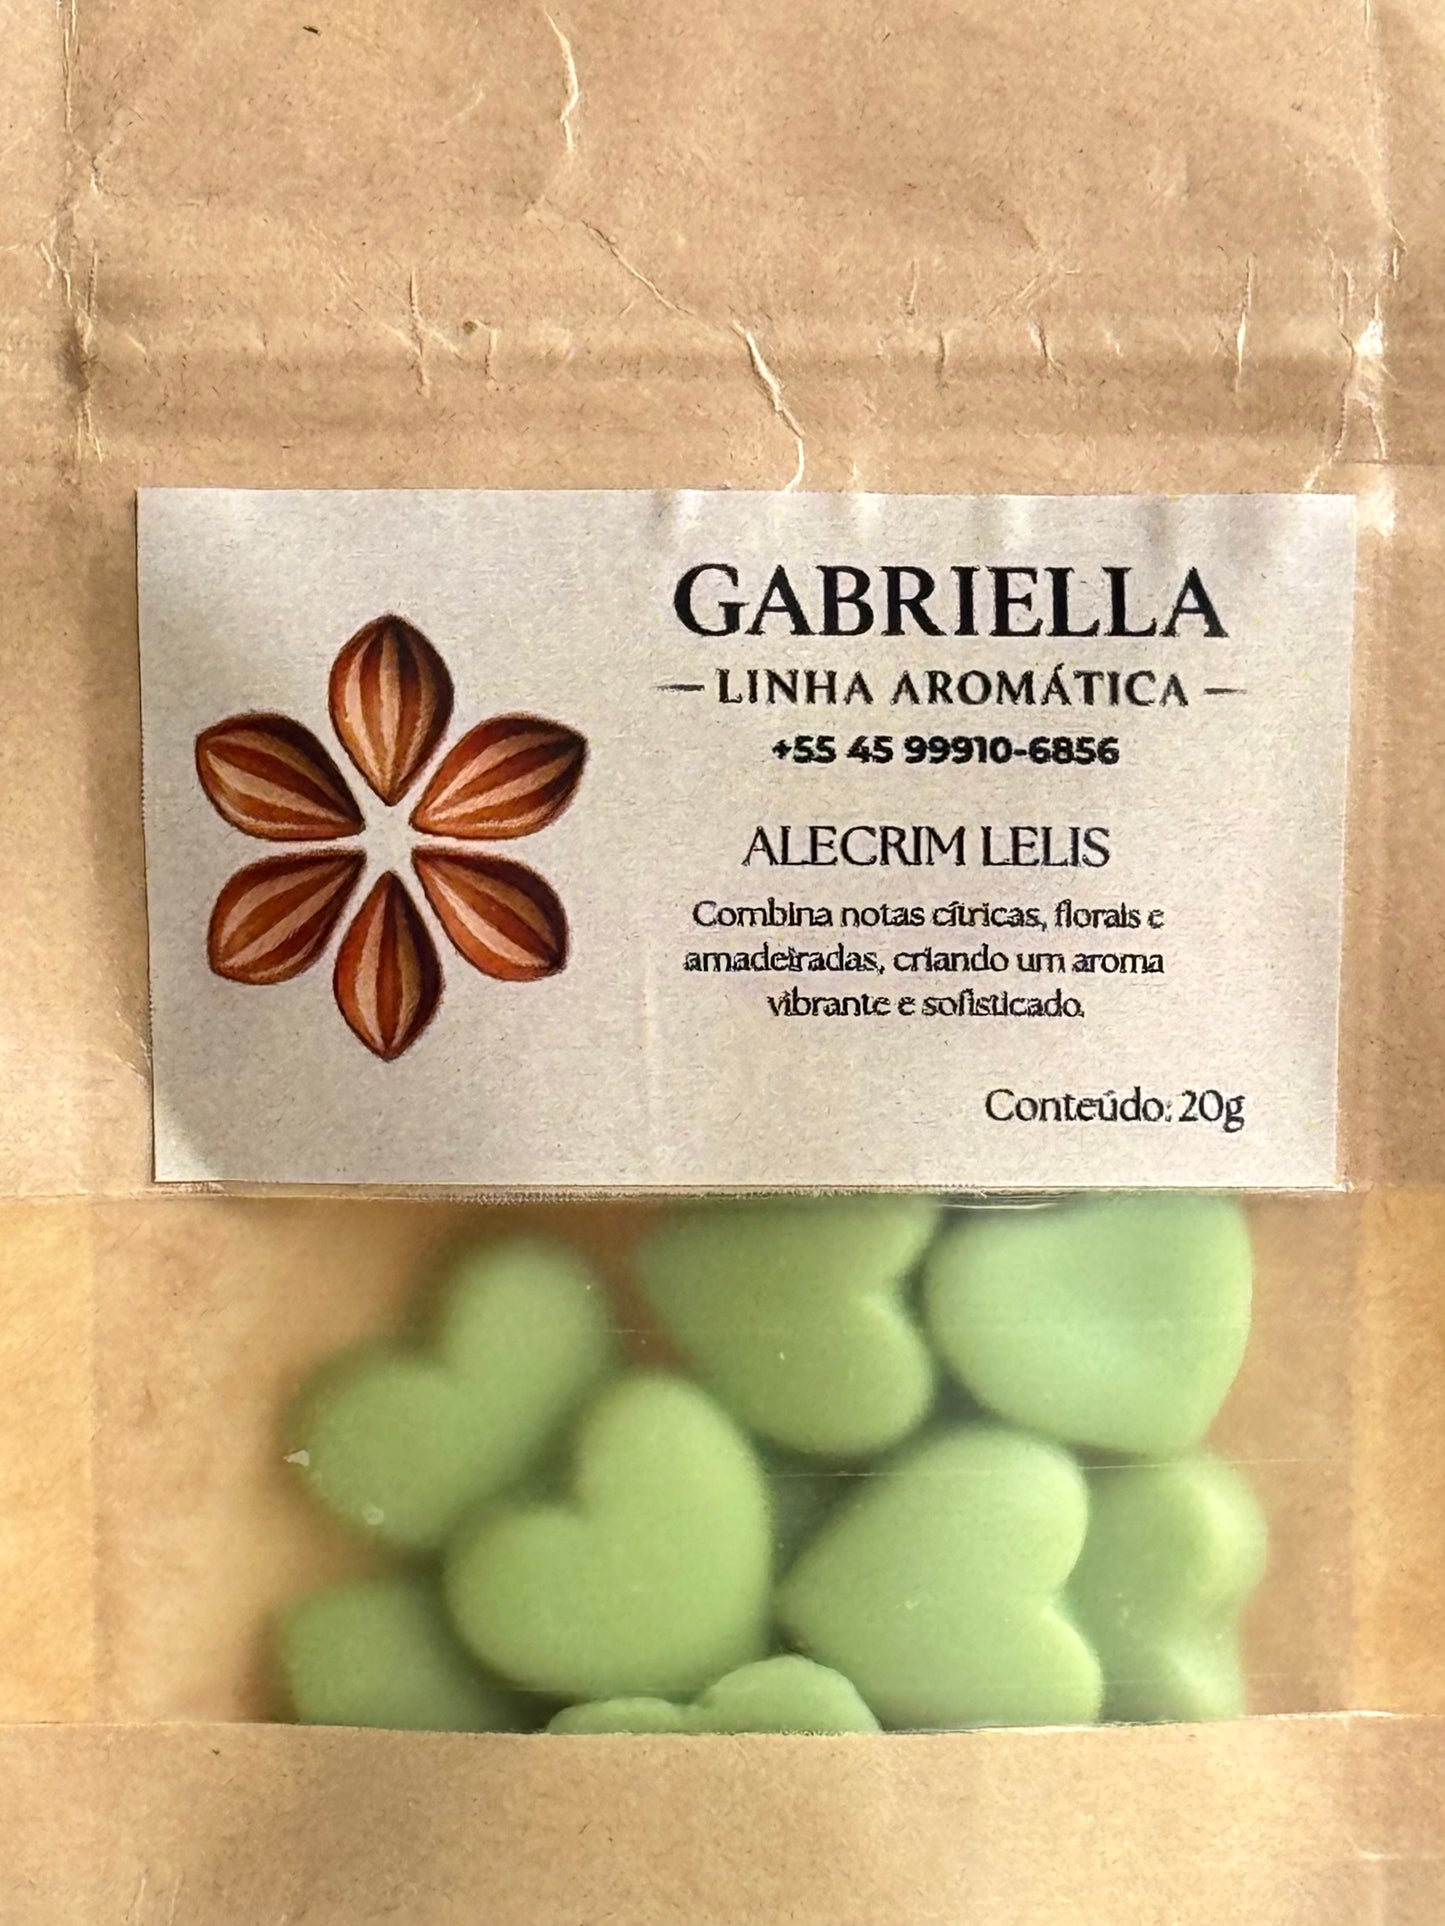 GABRIELLA
— LINHA AROMÁTICA —
+55 45 99910-6856
ALECRIM LELIS
Combina notas cítricas, florais e
amadeiradas, criando um aroma
vibrante e sofisticado.
Conteúdo: 20g